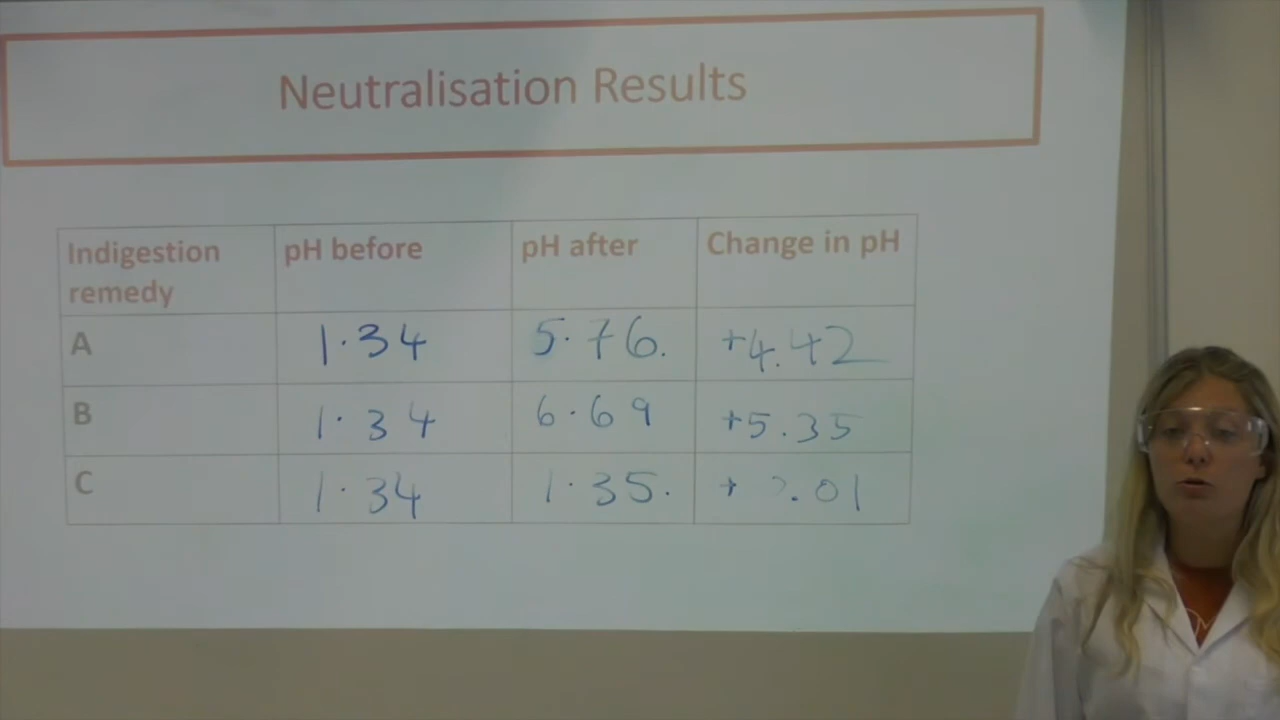 Neutralisation Results
Indigestion remedy pH before pH after Change in pH
A 1.34 5.76. +4.42
B 1.34 6.69 +5.35
C 1.34 1.35. + .01